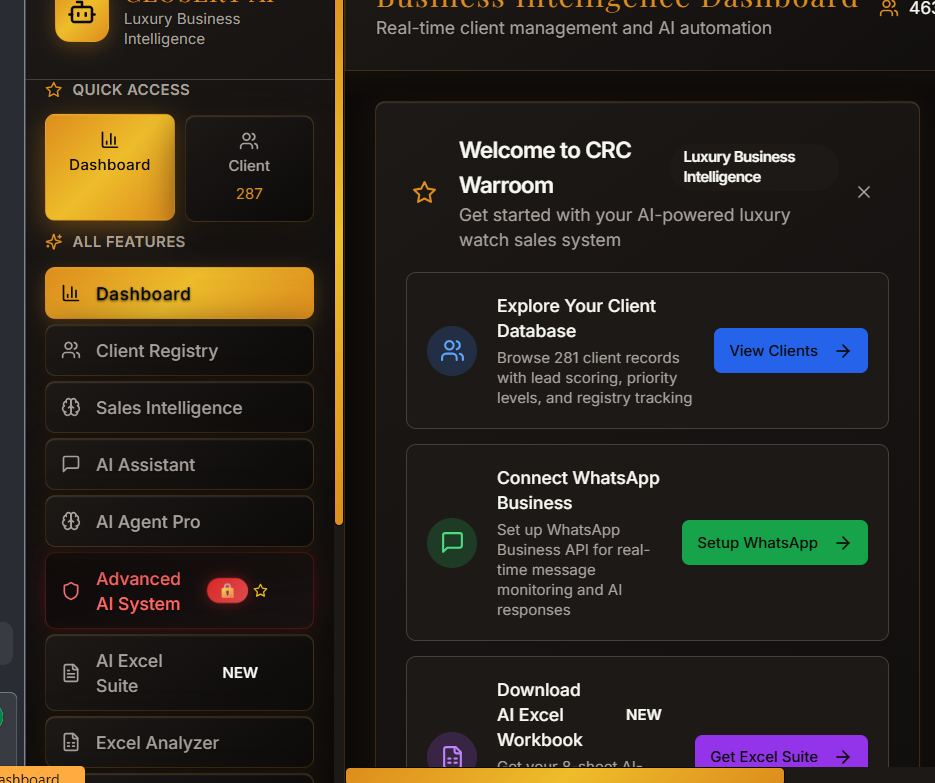 Luxury Business
Intelligence
QUICK ACCESS
Dashboard
Client
287
ALL FEATURES
Dashboard
Client Registry
Sales Intelligence
AI Assistant
AI Agent Pro
Advanced
AI System
AI Excel
Suite
NEW
Excel Analyzer
Business Intelligence Dashboard
463
Real-time client management and AI automation
Welcome to CRC
Warroom
Luxury Business
Intelligence
Get started with your AI-powered luxury
watch sales system
Explore Your Client
Database
Browse 281 client records
with lead scoring, priority
levels, and registry tracking
View Clients
Connect WhatsApp
Business
Set up WhatsApp
Business API for real-
time message
monitoring and AI
responses
Setup WhatsApp
Download
AI Excel
Workbook
NEW
Get your 8-sheet AI-
Get Excel Suite
ashboard